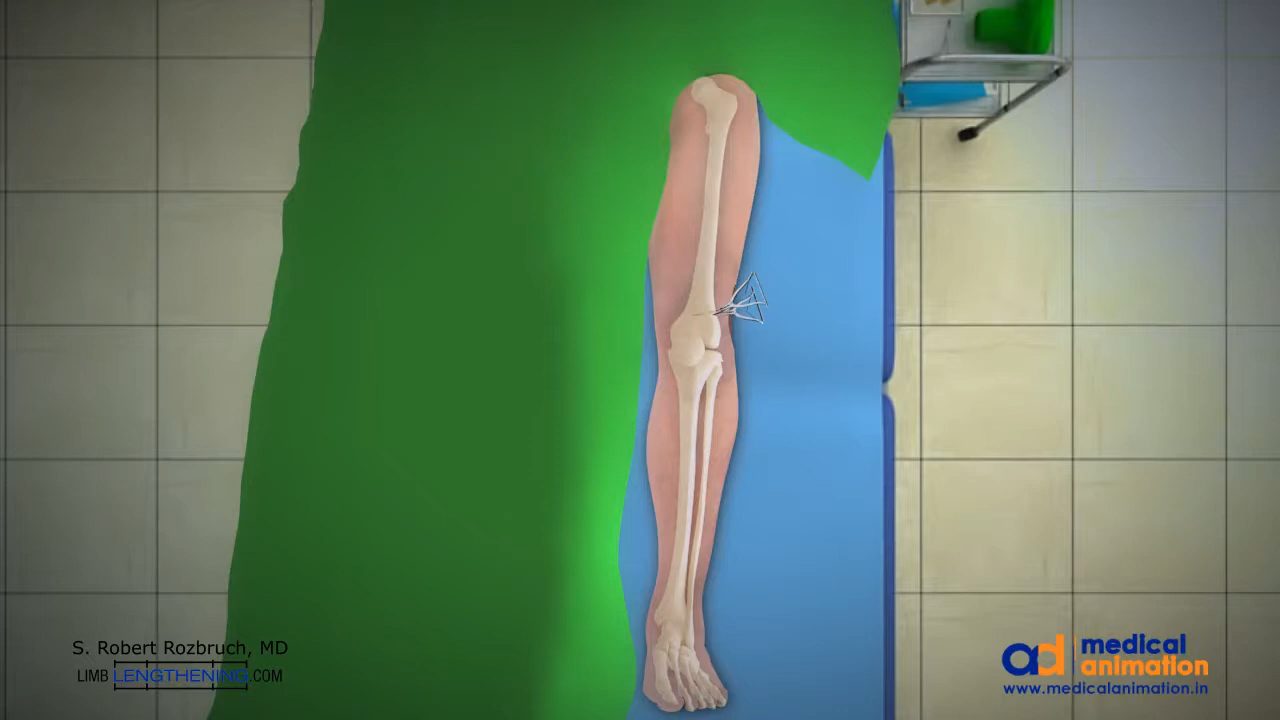 S. Robert Rozbruch, MD
LIMB LENGTHENING.COM
ad medical
animation
www.medicalanimation.in